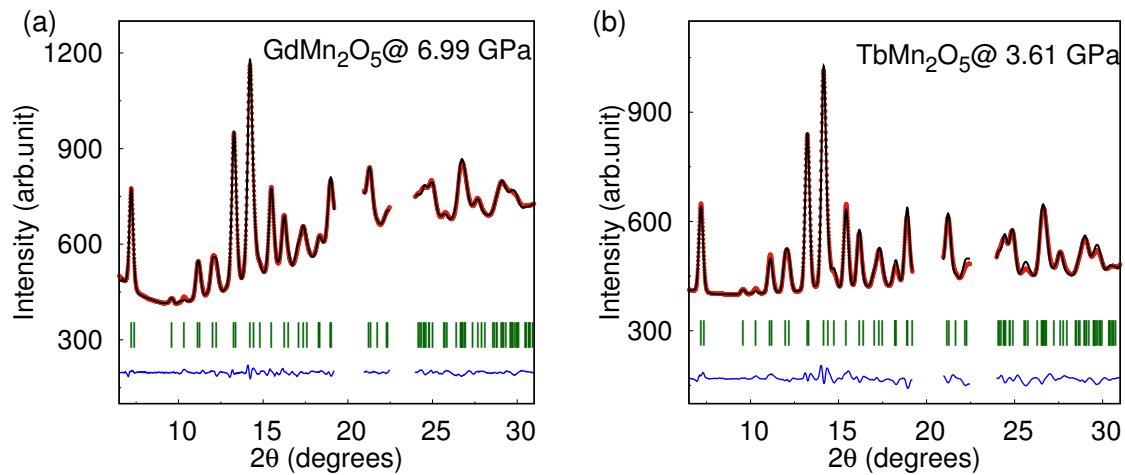 (a)
GdMn₂O₅@ 6.99 GPa
Intensity (arb.unit)
1200
900
600
300
10 15 20 25 30
2θ (degrees)
(b)
TbMn₂O₅@ 3.61 GPa
Intensity (arb.unit)
900
600
300
10 15 20 25 30
2θ (degrees)